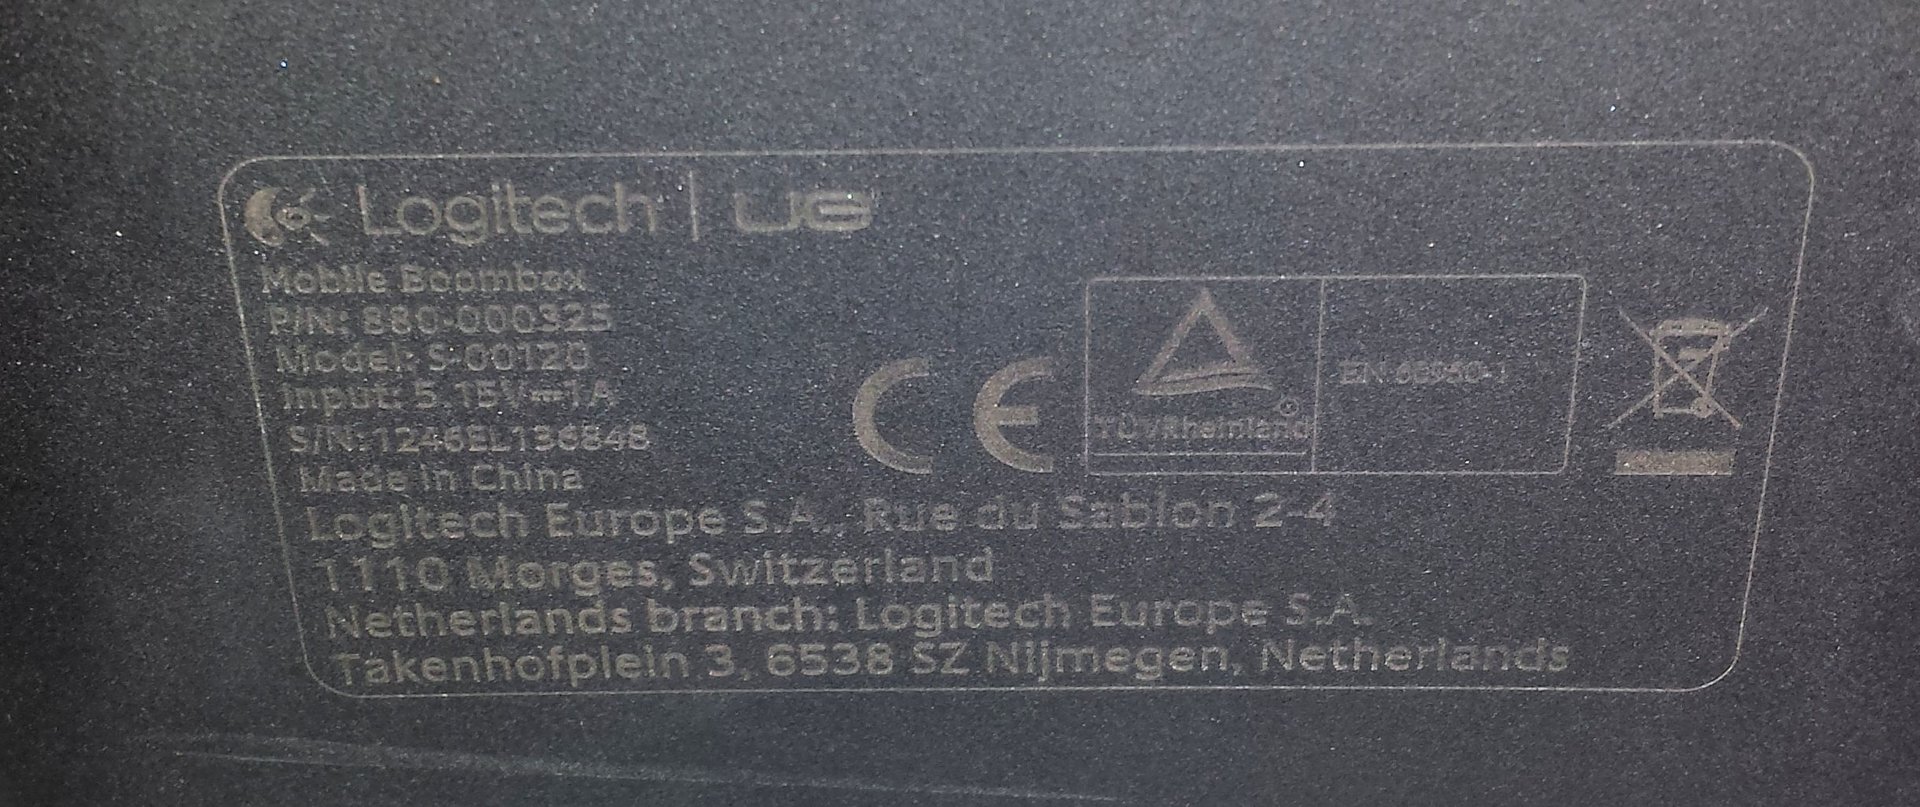 Logitech | UE
Mobile Boombox
P/N: 880-000325
Model: S-00120
Input: 5.15V⎓1A
S/N: 1246EL136848
Made in China
CE
TÜVRheinland®
EN 60950-1
Logitech Europe S.A. Rue du Sablon 2-4
1110 Morges, Switzerland
Netherlands branch: Logitech Europe S.A.
Takenhofplein 3, 6538 SZ Nijmegen, Netherlands